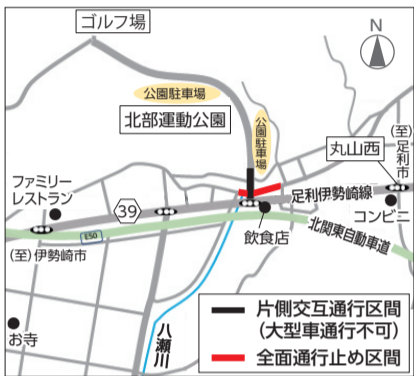 ゴルフ場
N
公園駐車場
北部運動公園
公園駐車場
(至)足利市
丸山西
ファミリー
レストラン
39
足利伊勢崎線
コンビニ
飲食店
北関東自動車道
E50
(至)伊勢崎市
お寺
八瀬川
片側交互通行区間
(大型車通行不可)
全面通行止め区間